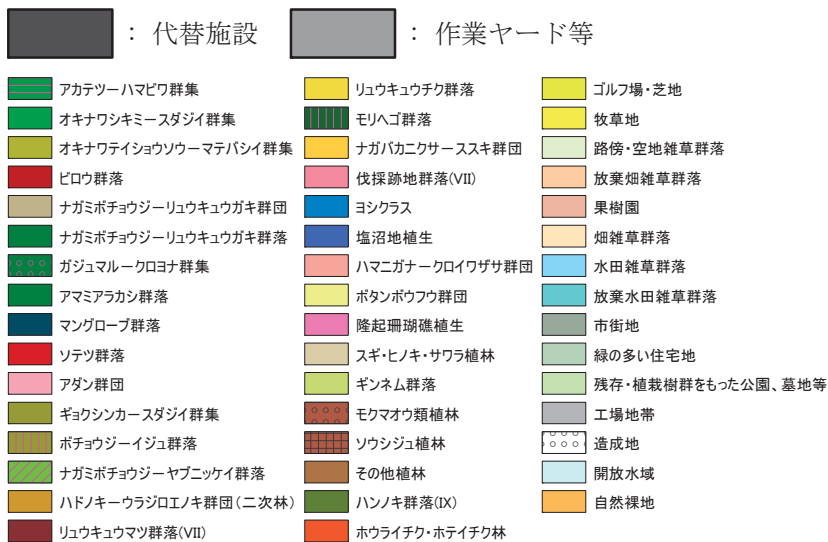 ： 代替施設
： 作業ヤード等
アカテツーハマビワ群集
オキナワシキミースダジイ群集
オキナワテイショウソウーマテバシイ群集
ビロウ群落
ナガミボチョウジーリュウキュウガキ群団
ナガミボチョウジーリュウキュウガキ群落
ガジュマルークロヨナ群集
アマミアラカシ群落
マングローブ群落
ソテツ群落
アダン群団
ギョクシンカースダジイ群集
ボチョウジーイジュ群落
ナガミボチョウジーヤブニッケイ群落
ハドノキーウラジロエノキ群団（二次林）
リュウキュウマツ群落(VII)
リュウキュウチク群落
モリヘゴ群落
ナガバカニクサーススキ群団
伐採跡地群落(VII)
ヨシクラス
塩沼地植生
ハマニガナークロイワザサ群団
ボタンボウフウ群団
隆起珊瑚礁植生
スギ・ヒノキ・サワラ植林
ギンネム群落
モクマオウ類植林
ソウシジュ植林
その他植林
ハンノキ群落(IX)
ホウライチク・ホテイチク林
ゴルフ場・芝地
牧草地
路傍・空地雑草群落
放棄畑雑草群落
果樹園
畑雑草群落
水田雑草群落
放棄水田雑草群落
市街地
緑の多い住宅地
残存・植栽樹群をもった公園、墓地等
工場地帯
造成地
開放水域
自然裸地